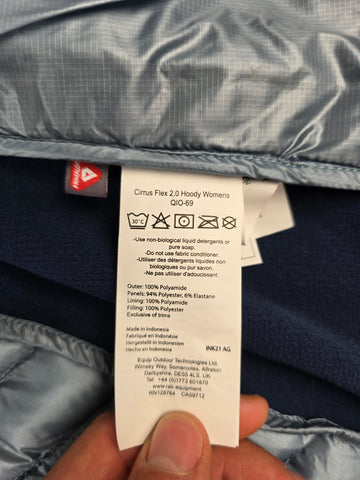 Cirrus Flex 2.0 Hoody Womens
QIO-69
30°C
-Use non-biological liquid detergents or
pure soap.
-Do not use fabric conditioner.
-Utiliser des détergents liquides non
biologiques ou pur savon.
-Ne pas utiliser d'adoucissant.
Outer: 100% Polyamide
Panels: 94% Polyester, 6% Elastane
Lining: 100% Polyamide
Filling: 100% Polyester
Exclusive of trims
Made in Indonesia
Fabriqué en Indonésie
Hergestellt in Indonesien
Hecho en Indonesia
INK21 AG
Equip Outdoor Technologies Ltd.
Wimsey Way, Somercotes, Alfreton
Derbyshire, DE55 4LS, UK
Tel: +44 (0)1773 601870
www.rab.equipment
RN128784 CA59712